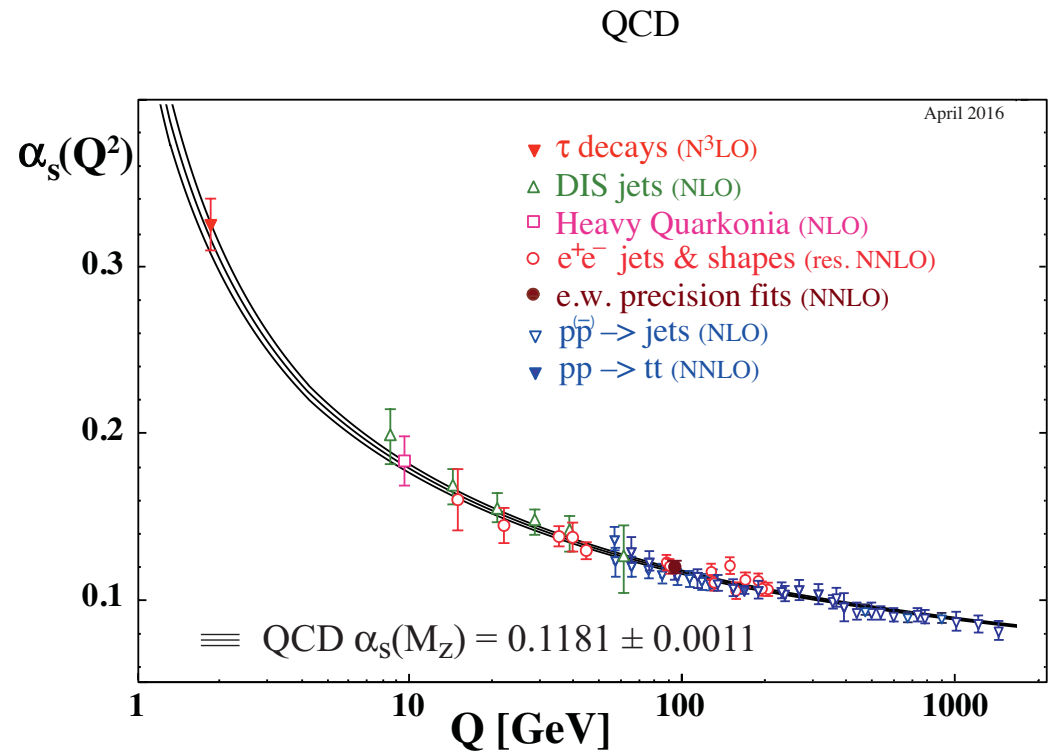 QCD
April 2016
αs(Q²)
τ decays (N³LO)
DIS jets (NLO)
Heavy Quarkonia (NLO)
e⁺e⁻ jets & shapes (res. NNLO)
e.w. precision fits (NNLO)
p(p̅) –> jets (NLO)
pp –> tt (NNLO)
0.3
0.2
0.1
QCD αs(Mz) = 0.1181 ± 0.0011
1 10 100 1000
Q [GeV]